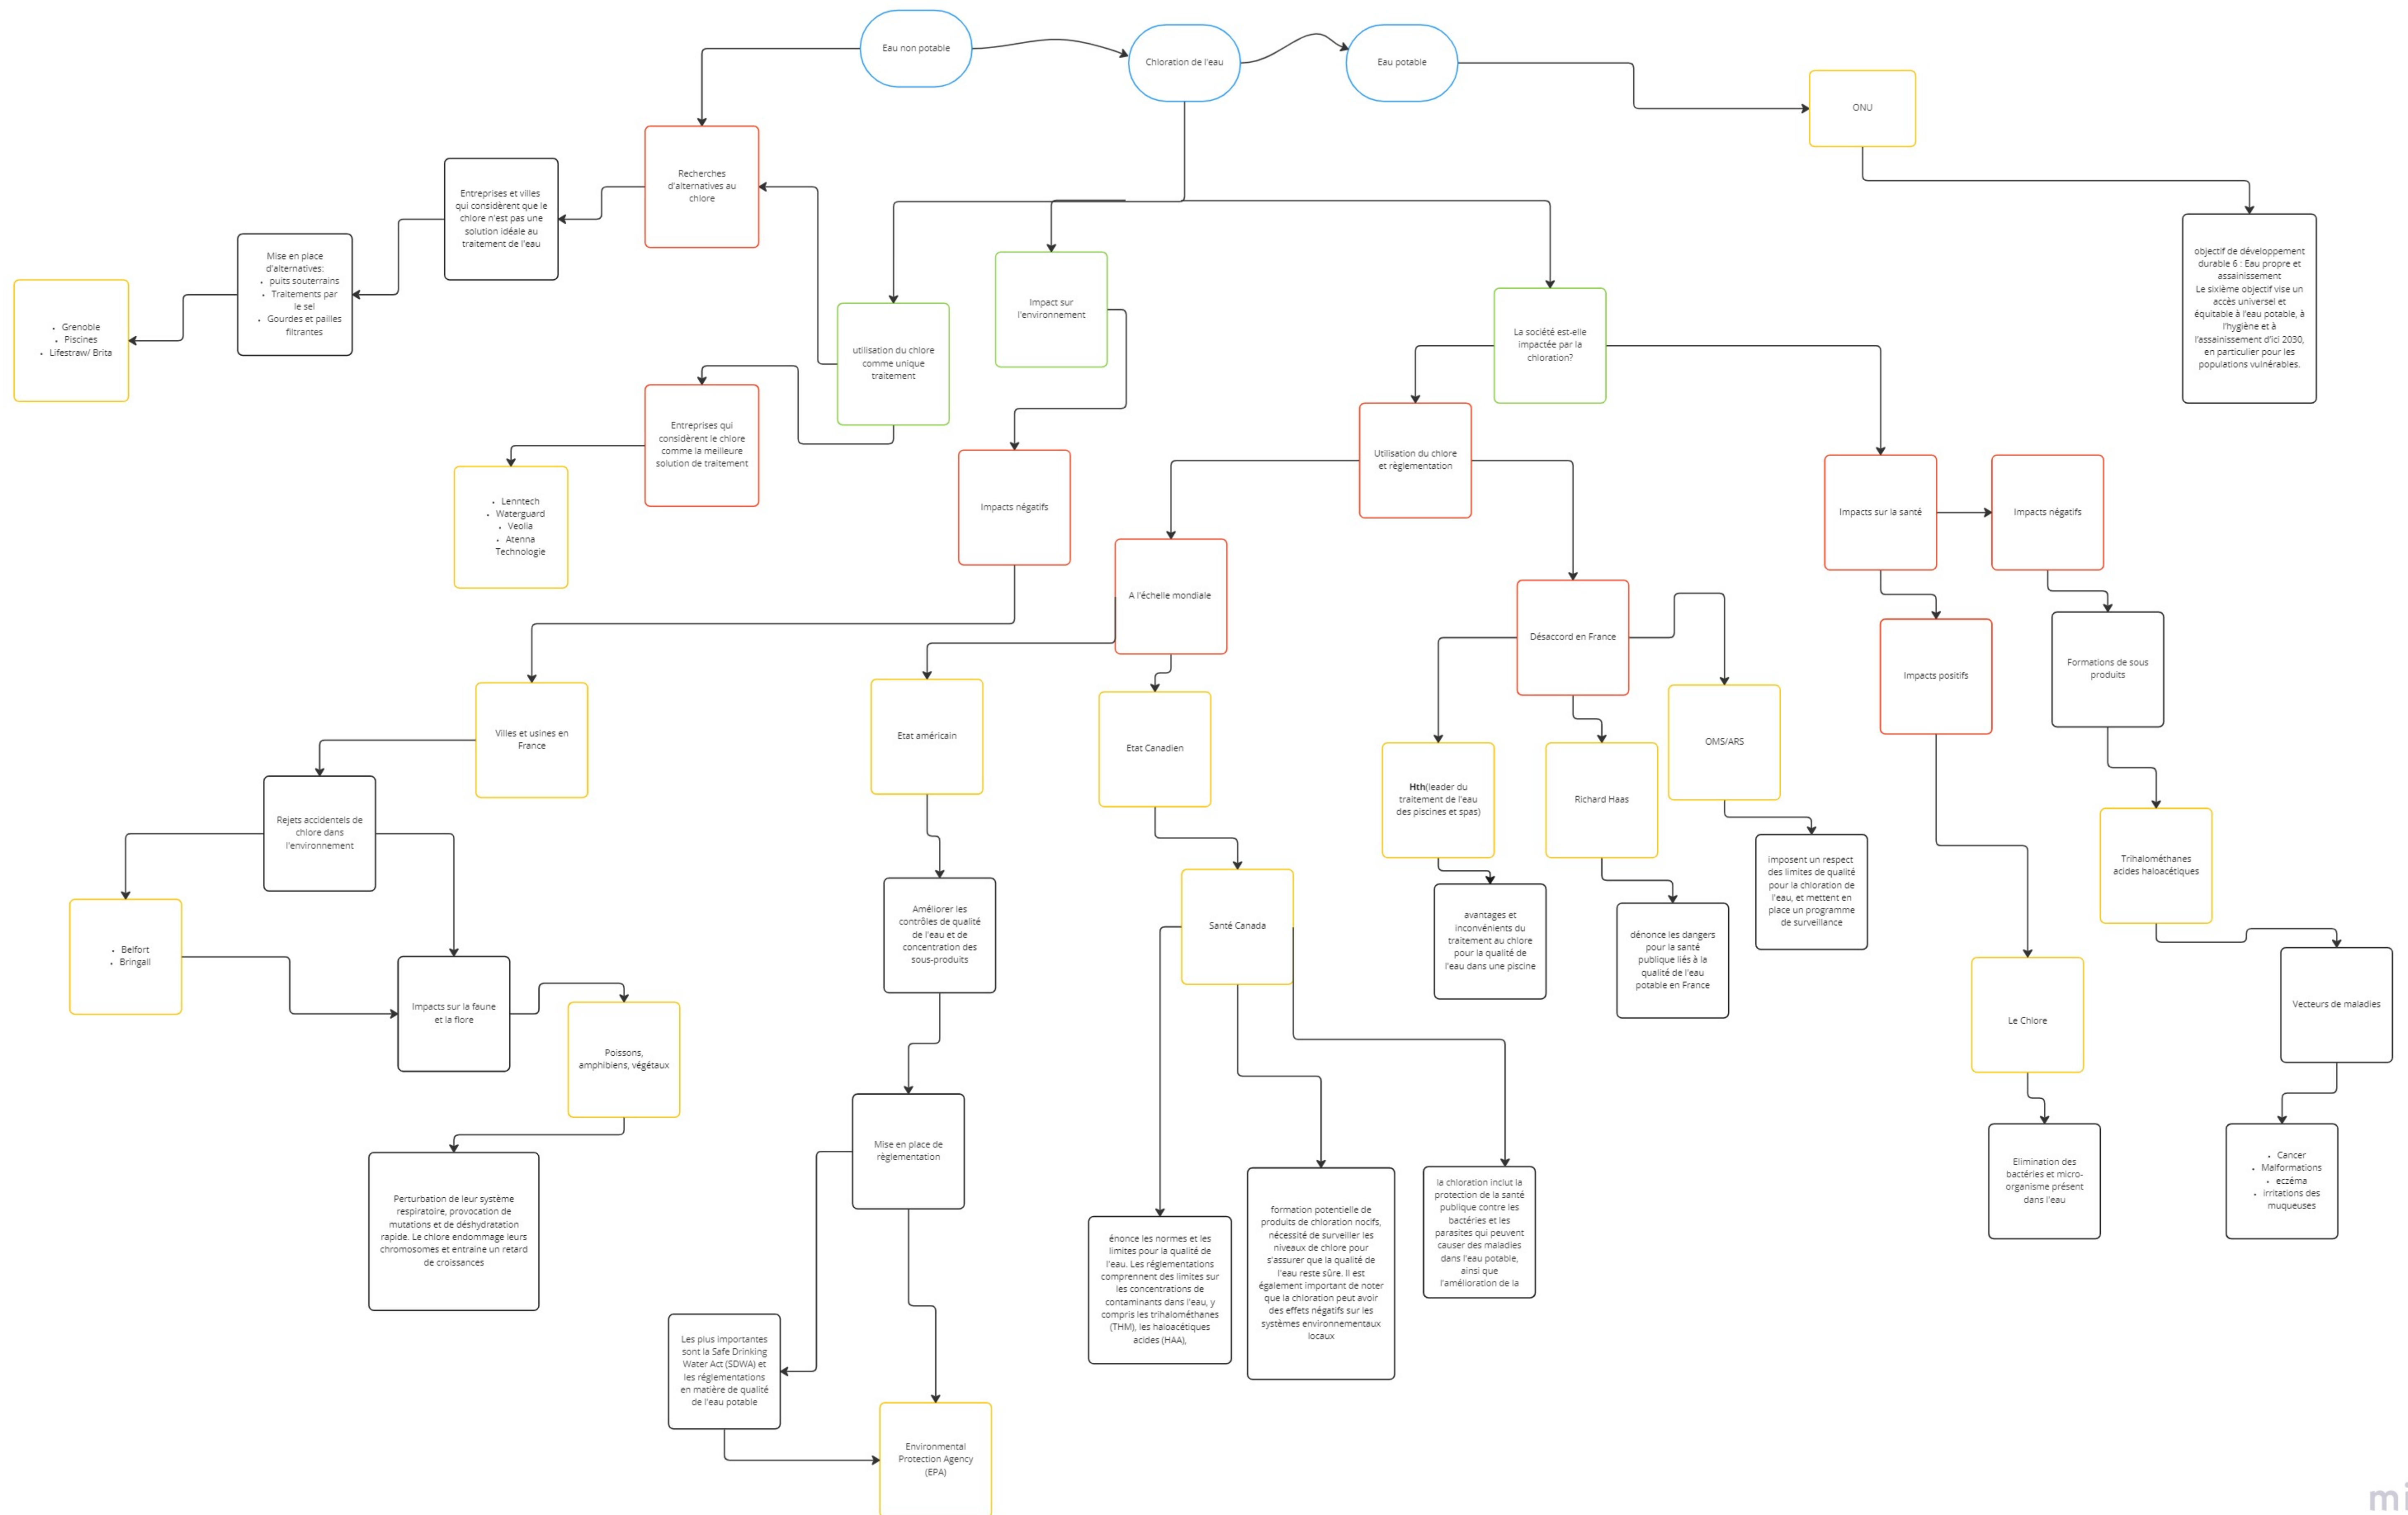 Eau non potable
Chloration de l'eau
Eau potable
ONU
Recherches
d'alternatives au
chlore
Entreprises et villes
qui considèrent que le
chlore n'est pas une
solution idéale au
traitement de l'eau
Mise en place
d'alternatives:
• puits souterrains
• Traitements par
le sel
• Gourdes et pailles
filtrantes
• Grenoble
• Piscines
• Lifestraw/ Brita
utilisation du chlore
comme unique
traitement
Impact sur
l'environnement
La société est-elle
impactée par la
chloration?
objectif de développement
durable 6 : Eau propre et
assainissement
Le sixième objectif vise un
accès universel et
équitable à l'eau potable, à
l'hygiène et à
l'assainissement d'ici 2030,
en particulier pour les
populations vulnérables.
Entreprises qui
considèrent le chlore
comme la meilleure
solution de traitement
• Lenntech
• Waterguard
• Veolia
• Atenna
Technologie
Impacts négatifs
Utilisation du chlore
et règlementation
Impacts sur la santé
Impacts négatifs
A l'échelle mondiale
Désaccord en France
Impacts positifs
Formations de sous
produits
Villes et usines en
France
Etat américain
Etat Canadien
Hth(leader du
traitement de l'eau
des piscines et spas)
Richard Haas
OMS/ARS
Rejets accidentels de
chlore dans
l'environnement
Trihalométhanes
acides haloacétiques
imposent un respect
des limites de qualité
pour la chloration de
l'eau, et mettent en
place un programme
de surveillance
• Belfort
• Bringall
Améliorer les
contrôles de qualité
de l'eau et de
concentration des
sous-produits
Santé Canada
avantages et
inconvénients du
traitement au chlore
pour la qualité de
l'eau dans une piscine
dénonce les dangers
pour la santé
publique liés à la
qualité de l'eau
potable en France
Impacts sur la faune
et la flore
Poissons,
amphibiens, végétaux
Le Chlore
Vecteurs de maladies
Mise en place de
règlementation
Perturbation de leur système
respiratoire, provocation de
mutations et de déshydratation
rapide. Le chlore endommage leurs
chromosomes et entraine un retard
de croissances
énonce les normes et les
limites pour la qualité de
l'eau. Les réglementations
comprennent des limites sur
les concentrations de
contaminants dans l'eau, y
compris les trihalométhanes
(THM), les haloacétiques
acides (HAA),
formation potentielle de
produits de chloration nocifs,
nécessité de surveiller les
niveaux de chlore pour
s'assurer que la qualité de
l'eau reste sûre. Il est
également important de noter
que la chloration peut avoir
des effets négatifs sur les
systèmes environnementaux
locaux
la chloration inclut la
protection de la santé
publique contre les
bactéries et les
parasites qui peuvent
causer des maladies
dans l'eau potable,
ainsi que
l'amélioration de la
Elimination des
bactéries et micro-
organisme présent
dans l'eau
• Cancer
• Malformations
• eczéma
• irritations des
muqueuses
Les plus importantes
sont la Safe Drinking
Water Act (SDWA) et
les réglementations
en matière de qualité
de l'eau potable
Environmental
Protection Agency
(EPA)
mi